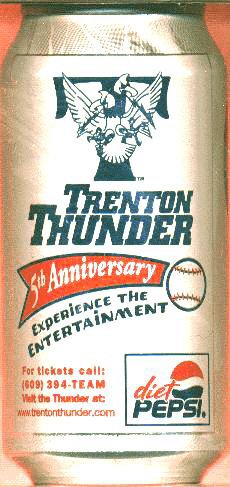 TM
TRENTON
THUNDER
5th Anniversary
EXPERIENCE THE
ENTERTAINMENT
For tickets call:
(609) 394-TEAM
Visit the Thunder at:
www.trentonthunder.com
diet
PEPSI.